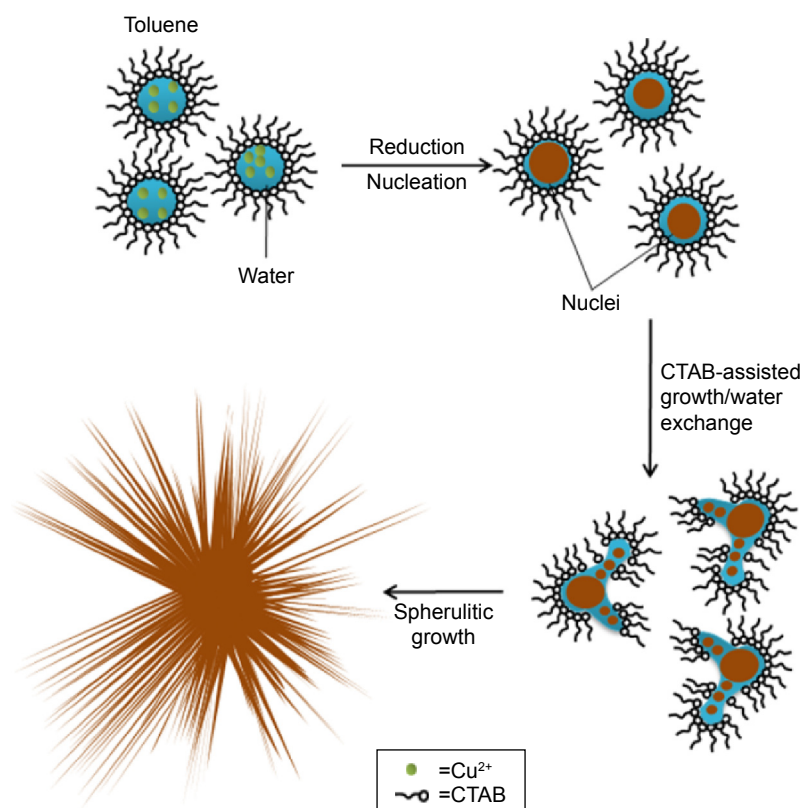 Toluene
Reduction
Nucleation
Water
Nuclei
CTAB-assisted
growth/water
exchange
Spherulitic
growth
=Cu²⁺
=CTAB